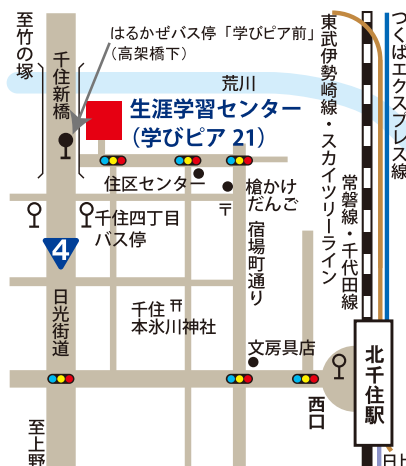 はるかぜバス停「学びピア前」
（高架橋下）
至竹の塚
千住新橋
荒川
生涯学習センター
（学びピア 21）
住区センター
槍かけ
だんご
〒
千住四丁目
バス停
4
日光街道
宿場町通り
千住
本氷川神社
文房具店
西口
至上野
東武伊勢崎線・スカイツリーライン
常磐線・千代田線
つくばエクスプレス線
北千住駅